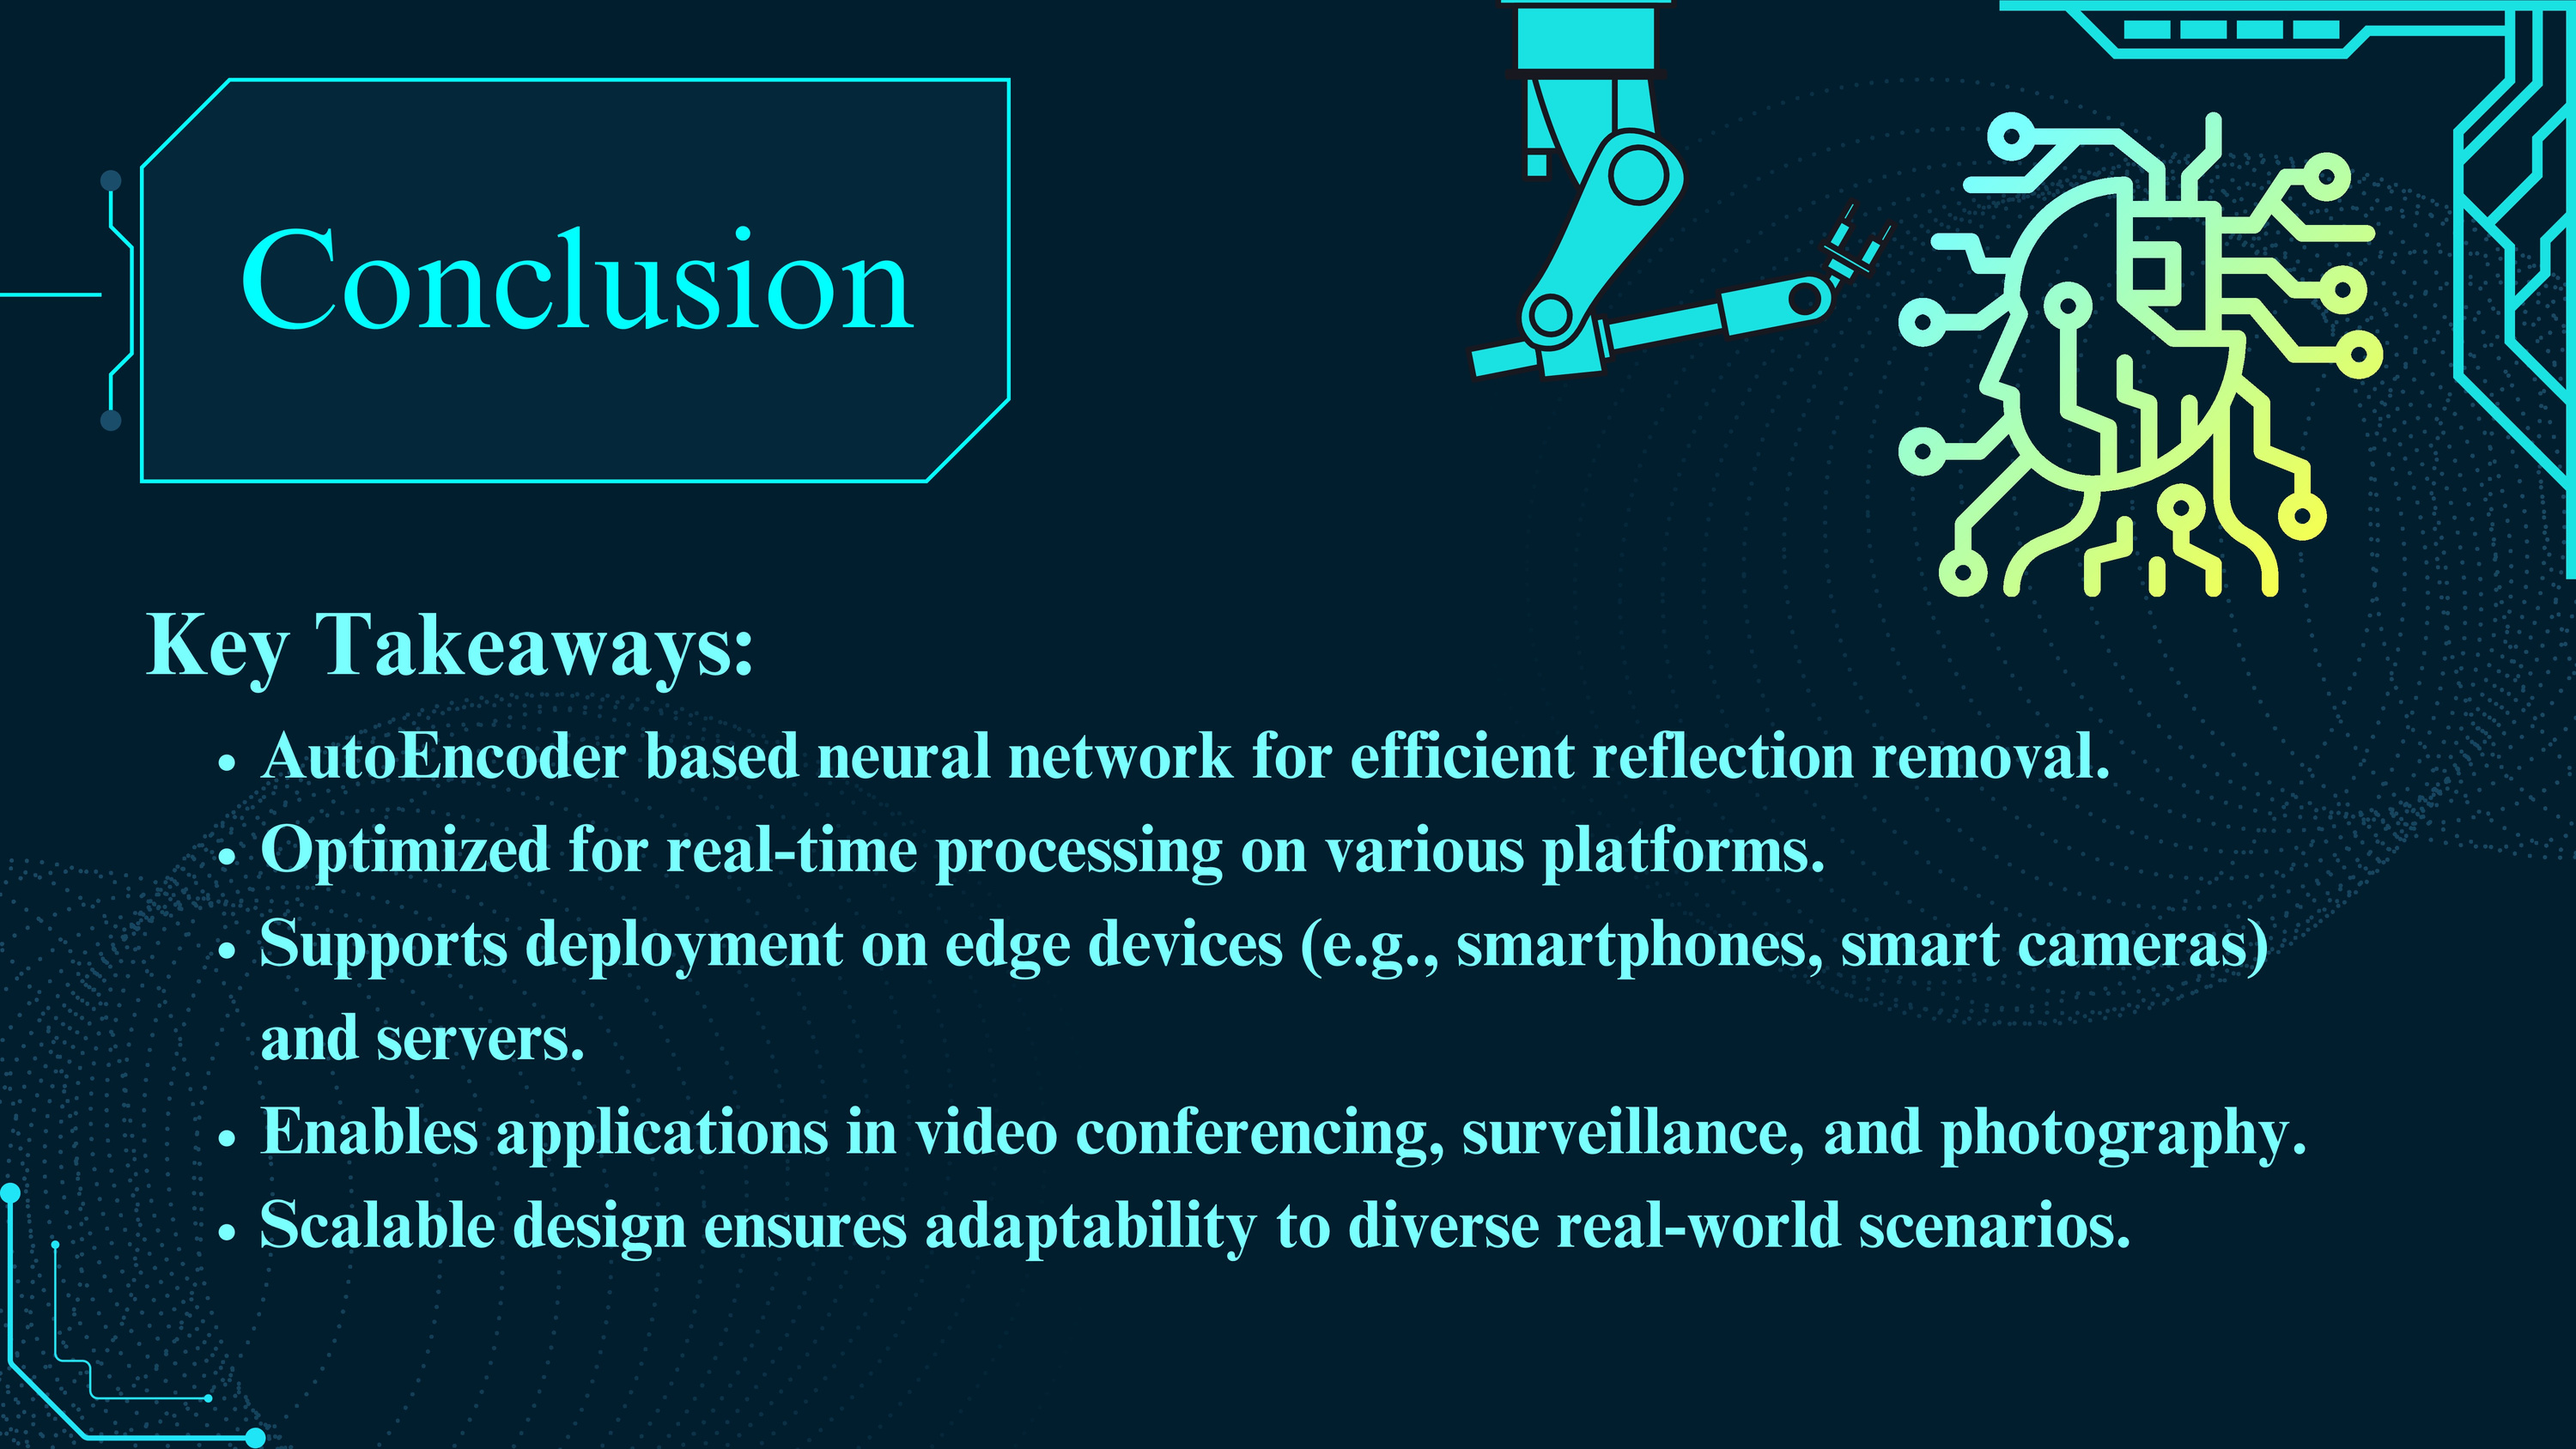 Conclusion
Key Takeaways:
• AutoEncoder based neural network for efficient reflection removal.
• Optimized for real-time processing on various platforms.
• Supports deployment on edge devices (e.g., smartphones, smart cameras)
and servers.
• Enables applications in video conferencing, surveillance, and photography.
• Scalable design ensures adaptability to diverse real-world scenarios.